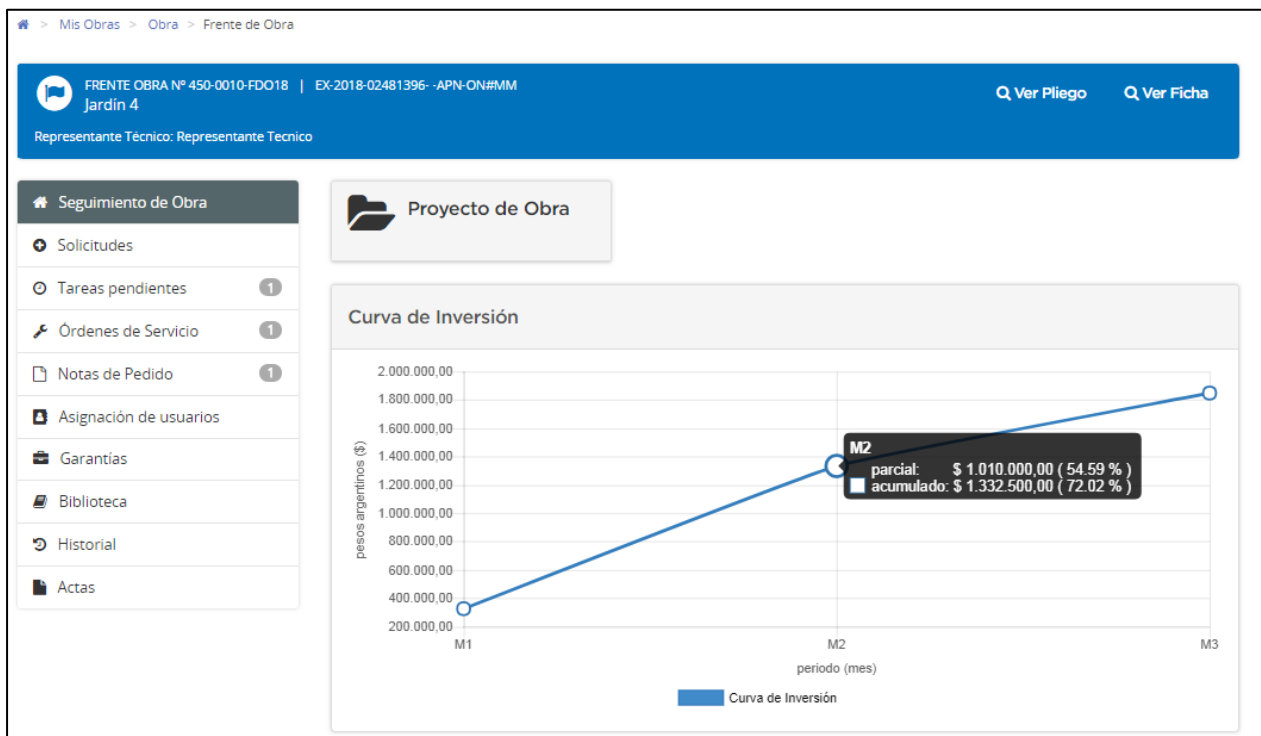 > Mis Obras > Obra > Frente de Obra
FRENTE OBRA Nº 450-0010-FDO18 | EX-2018-02481396- -APN-ON#MM
Jardín 4
Representante Técnico: Representante Tecnico
Ver Pliego
Ver Ficha
Seguimiento de Obra
Solicitudes
Tareas pendientes 1
Órdenes de Servicio 1
Notas de Pedido 1
Asignación de usuarios
Garantías
Biblioteca
Historial
Actas
Proyecto de Obra
Curva de Inversión
pesos argentinos ($)
2.000.000,00
1.800.000,00
1.600.000,00
1.400.000,00
1.200.000,00
1.000.000,00
800.000,00
600.000,00
400.000,00
200.000,00
M2
parcial: $ 1.010.000,00 ( 54.59 % )
acumulado: $ 1.332.500,00 ( 72.02 % )
M1 M2 M3
periodo (mes)
Curva de Inversión